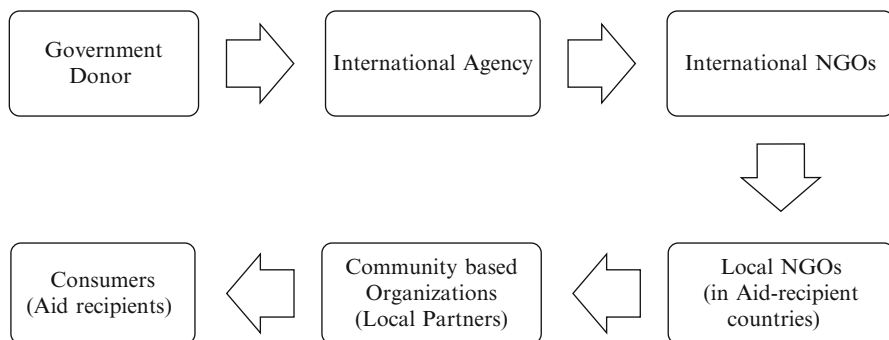 Government
Donor
International Agency
International NGOs
Local NGOs
(in Aid-recipient
countries)
Community based
Organizations
(Local Partners)
Consumers
(Aid recipients)